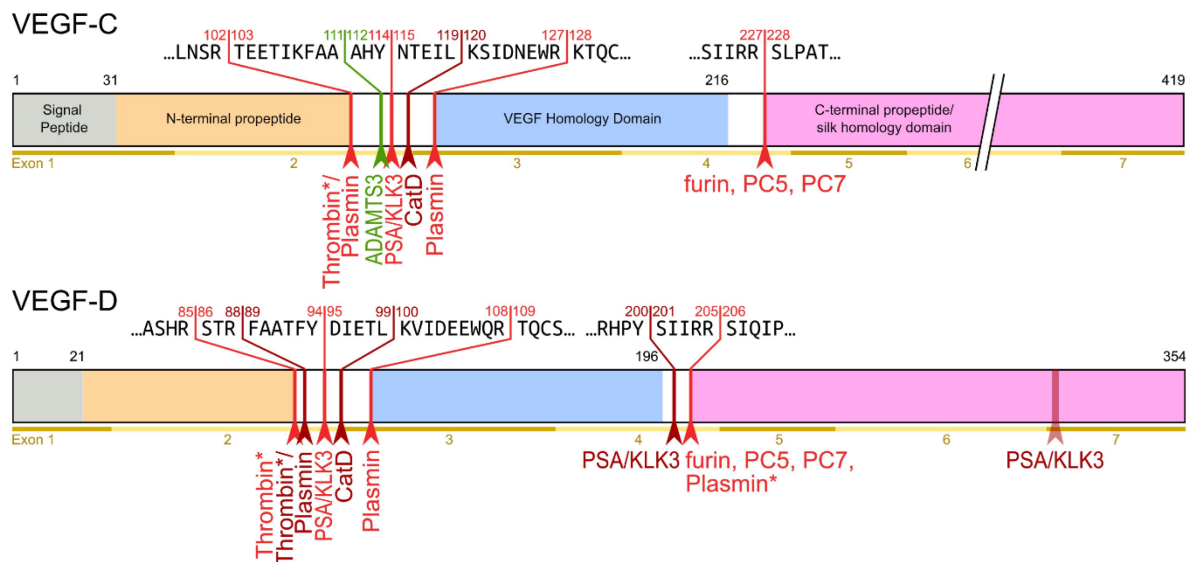 VEGF-C
102 103 111 112 114 115 119 120 127 128 227 228
...LNSR TEETIKFAA AHY NTEIL KSIDNEWR KTQC... ...SIIRR SLPAT...
1 31 216 419
Signal Peptide
N-terminal propeptide
VEGF Homology Domain
C-terminal propeptide/
silk homology domain
Exon 1 2 3 4 5 6 7
Thrombin*/
Plasmin
ADAMTS3
PSA/KLK3
CatD
Plasmin
furin, PC5, PC7
VEGF-D
85 86 88 89 94 95 99 100 108 109 200 201 205 206
...ASHR STR FAATFY DIETL KVIDEEWQR TQCS... ...RHPY SIIRR SIQIP...
1 21 196 354
Exon 1 2 3 4 5 6 7
Thrombin*
Thrombin*/
Plasmin
PSA/KLK3
CatD
Plasmin
PSA/KLK3
furin, PC5, PC7,
Plasmin*
PSA/KLK3